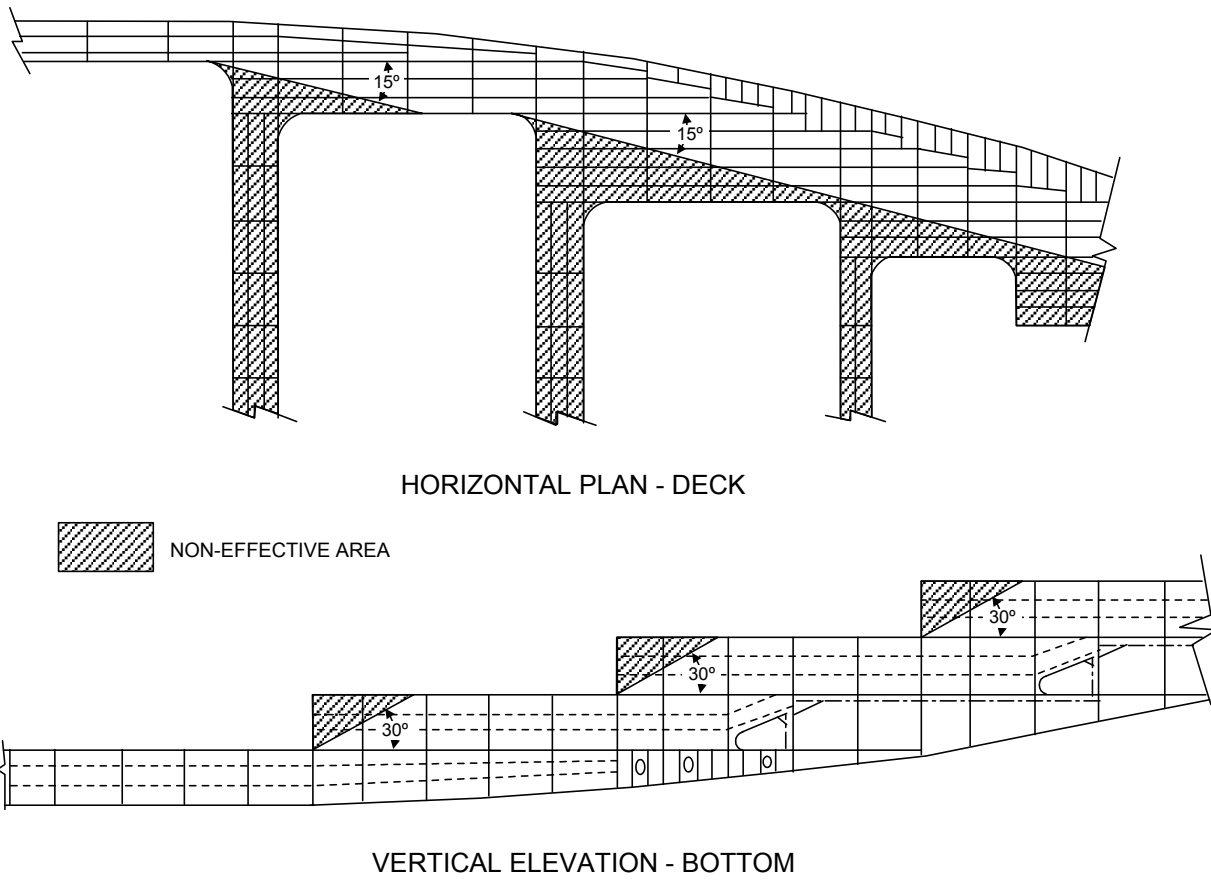 15º
15º
HORIZONTAL PLAN - DECK
NON-EFFECTIVE AREA
30º
30º
30º
VERTICAL ELEVATION - BOTTOM